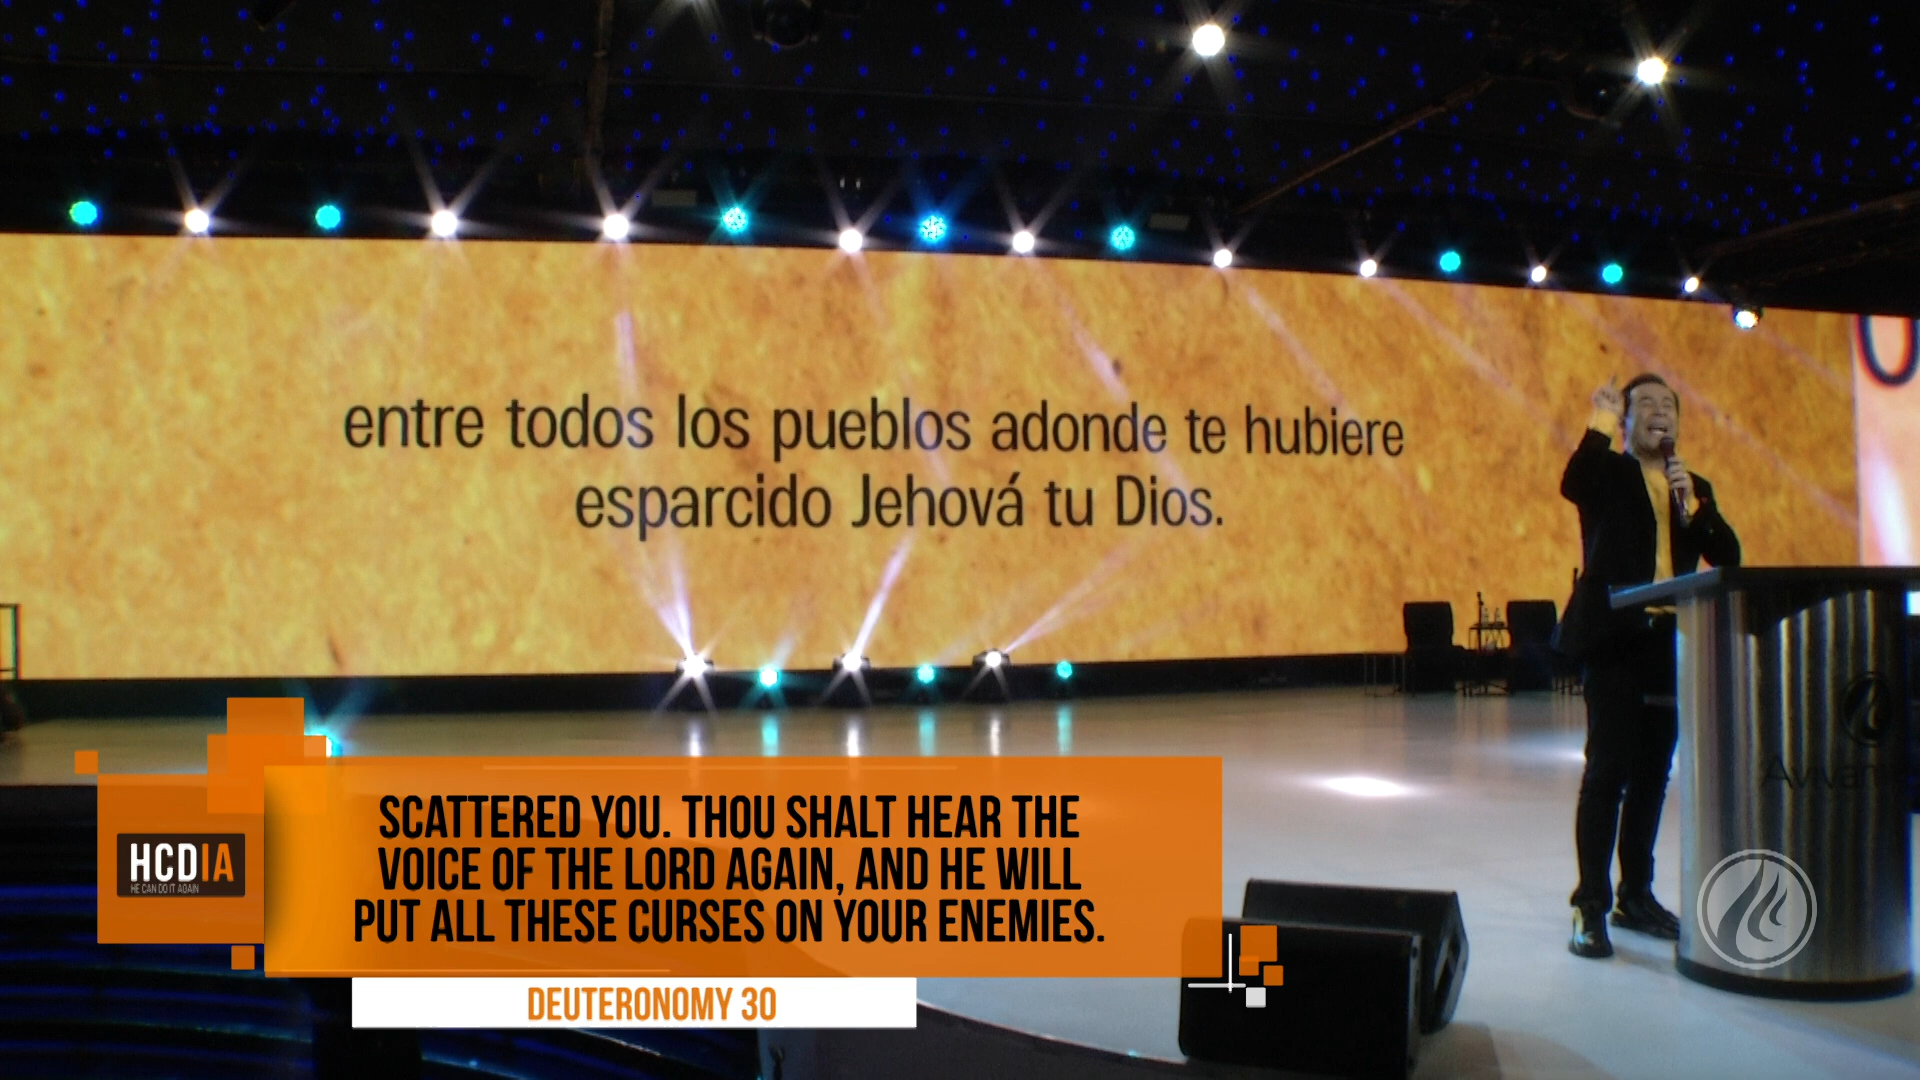 entre todos los pueblos adonde te hubiere
esparcido Jehová tu Dios.
SCATTERED YOU. THOU SHALT HEAR THE
VOICE OF THE LORD AGAIN, AND HE WILL
PUT ALL THESE CURSES ON YOUR ENEMIES.
HCDIA
HE CAN DO IT AGAIN
DEUTERONOMY 30